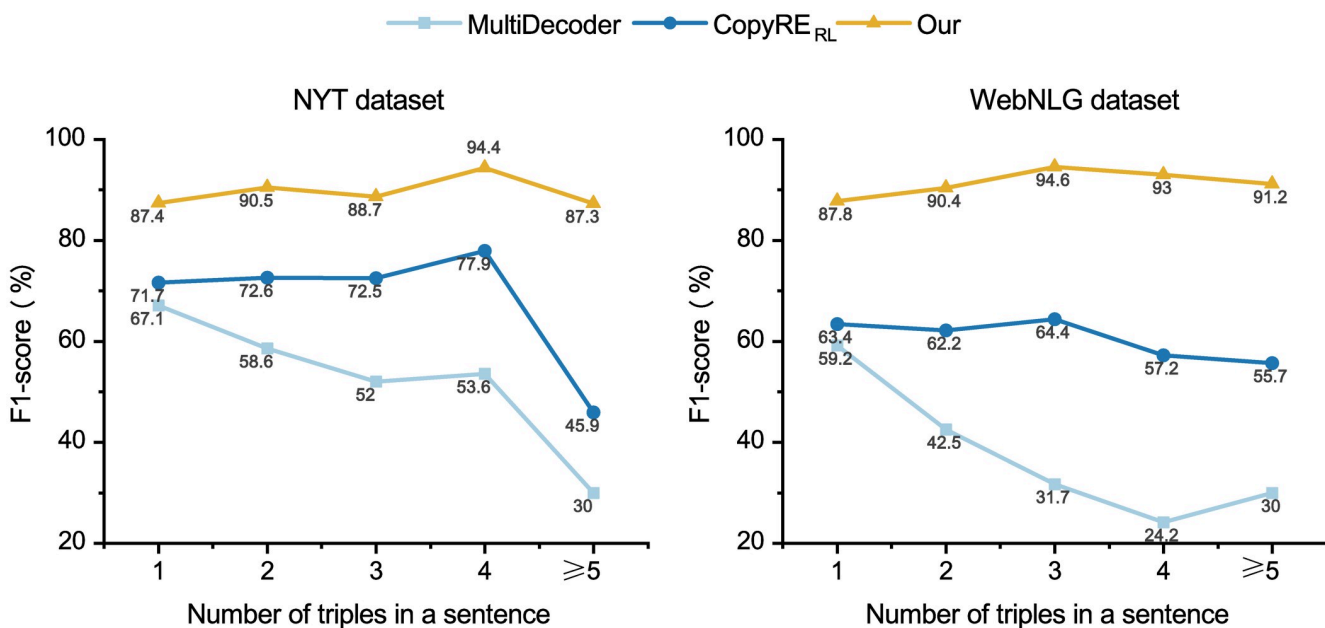 MultiDecoder CopyRE RL Our
NYT dataset
100
80
60
40
20
F1-score ( %)
87.4 90.5 88.7 94.4 87.3
71.7 72.6 72.5 77.9 45.9
67.1 58.6 52 53.6 30
1 2 3 4 ≥5
Number of triples in a sentence
WebNLG dataset
100
80
60
40
20
F1-score ( %)
87.8 90.4 94.6 93 91.2
63.4 62.2 64.4 57.2 55.7
59.2 42.5 31.7 24.2 30
1 2 3 4 ≥5
Number of triples in a sentence